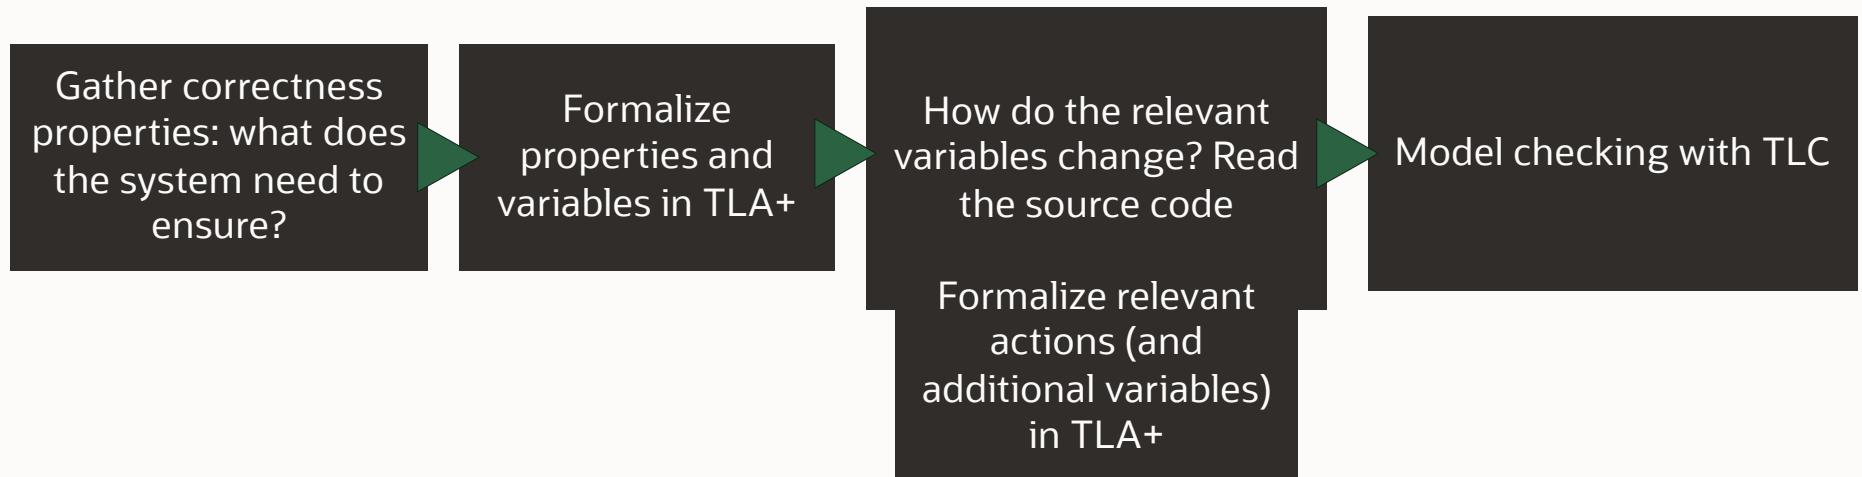 Gather correctness
properties: what does
the system need to
ensure?
Formalize
properties and
variables in TLA+
How do the relevant
variables change? Read
the source code
Formalize relevant
actions (and
additional variables)
in TLA+
Model checking with TLC